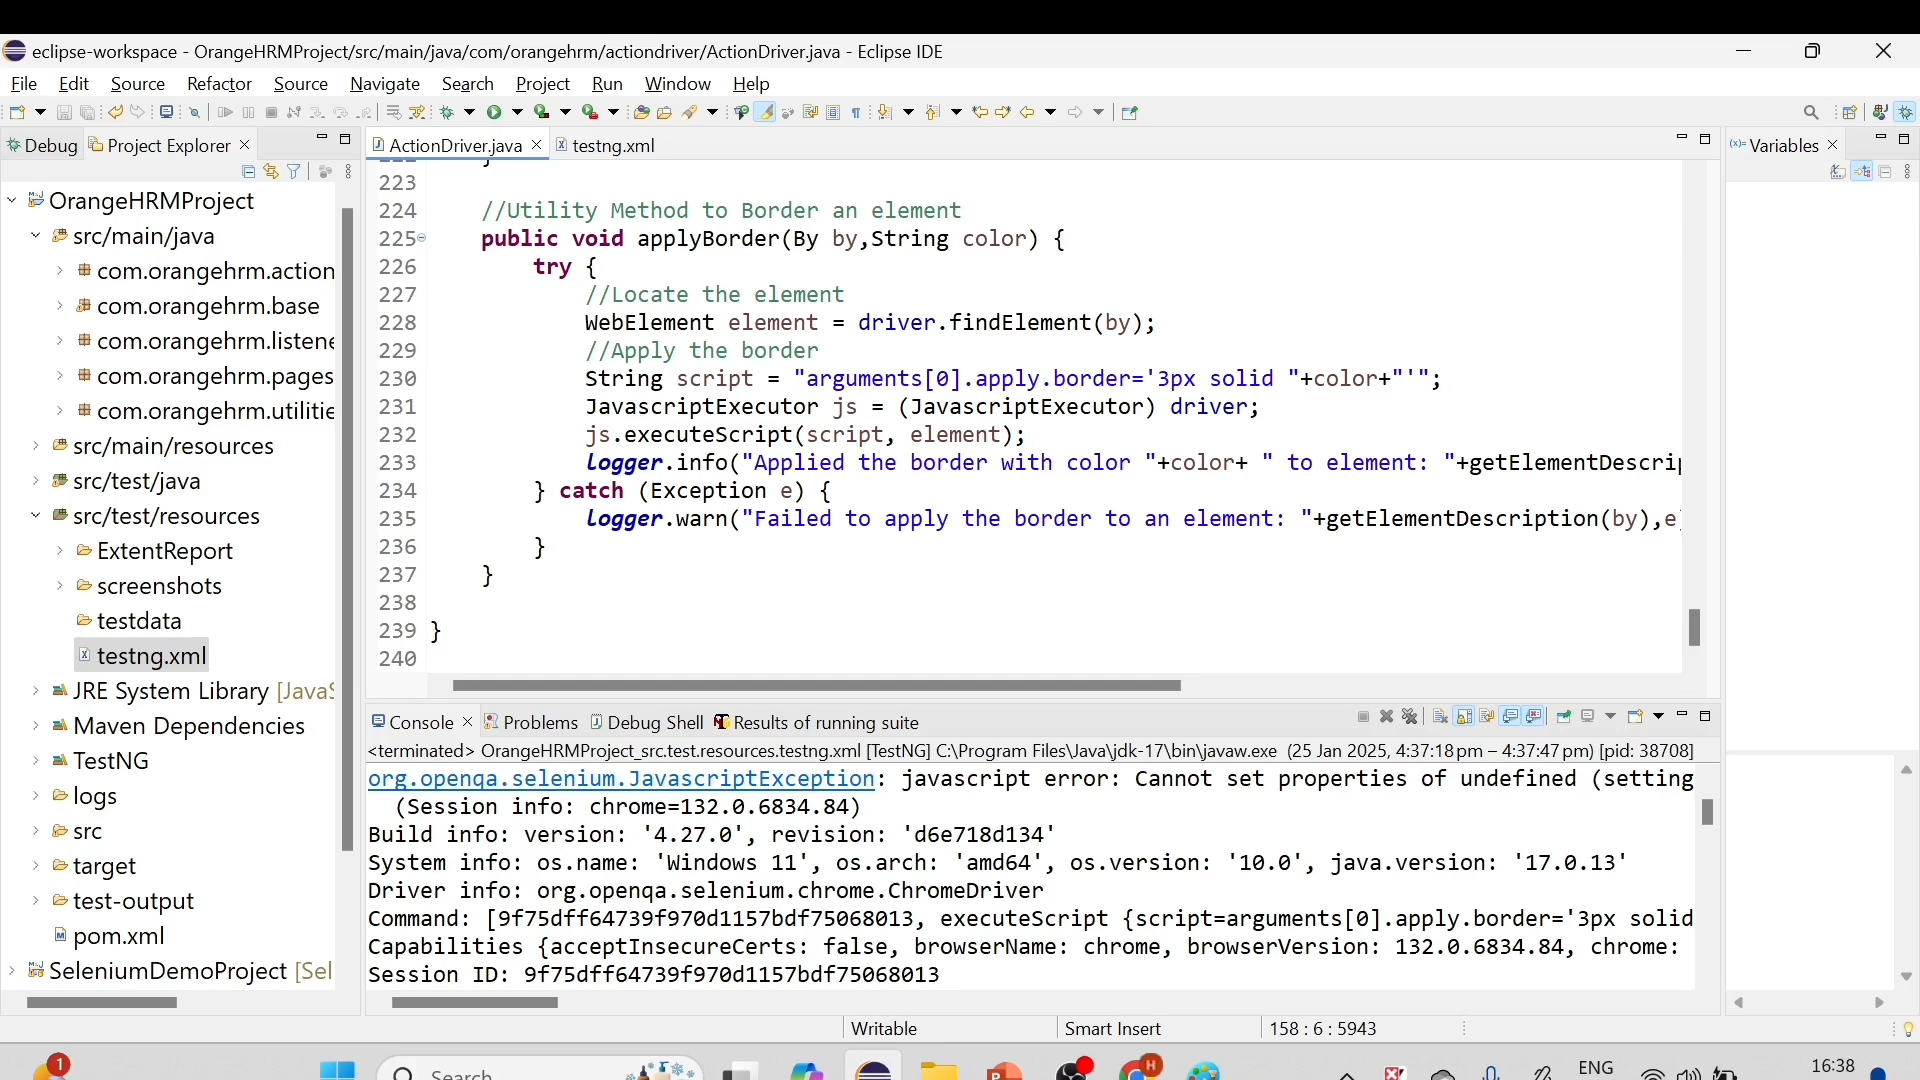 eclipse-workspace - OrangeHRMProject/src/main/java/com/orangehrm/actiondriver/ActionDriver.java - Eclipse IDE
File Edit Source Refactor Source Navigate Search Project Run Window Help
Debug Project Explorer
ActionDriver.java testng.xml
Variables
OrangeHRMProject
src/main/java
com.orangehrm.action
com.orangehrm.base
com.orangehrm.listene
com.orangehrm.pages
com.orangehrm.utilitie
src/main/resources
src/test/java
src/test/resources
ExtentReport
screenshots
testdata
testng.xml
JRE System Library [JavaS
Maven Dependencies
TestNG
logs
src
target
test-output
pom.xml
SeleniumDemoProject [Sel
223
224 //Utility Method to Border an element
225 public void applyBorder(By by,String color) {
226 try {
227 //Locate the element
228 WebElement element = driver.findElement(by);
229 //Apply the border
230 String script = "arguments[0].apply.border='3px solid "+color+"'";
231 JavascriptExecutor js = (JavascriptExecutor) driver;
232 js.executeScript(script, element);
233 logger.info("Applied the border with color "+color+ " to element: "+getElementDescrip
234 } catch (Exception e) {
235 logger.warn("Failed to apply the border to an element: "+getElementDescription(by),e
236 }
237 }
238
239 }
240
Console Problems Debug Shell Results of running suite
<terminated> OrangeHRMProject_src.test.resources.testng.xml [TestNG] C:\Program Files\Java\jdk-17\bin\javaw.exe (25 Jan 2025, 4:37:18 pm – 4:37:47 pm) [pid: 38708]
org.openqa.selenium.JavascriptException: javascript error: Cannot set properties of undefined (setting
(Session info: chrome=132.0.6834.84)
Build info: version: '4.27.0', revision: 'd6e718d134'
System info: os.name: 'Windows 11', os.arch: 'amd64', os.version: '10.0', java.version: '17.0.13'
Driver info: org.openqa.selenium.chrome.ChromeDriver
Command: [9f75dff64739f970d1157bdf75068013, executeScript {script=arguments[0].apply.border='3px solid
Capabilities {acceptInsecureCerts: false, browserName: chrome, browserVersion: 132.0.6834.84, chrome:
Session ID: 9f75dff64739f970d1157bdf75068013
Writable Smart Insert 158 : 6 : 5943
1 Search H ENG 16:38